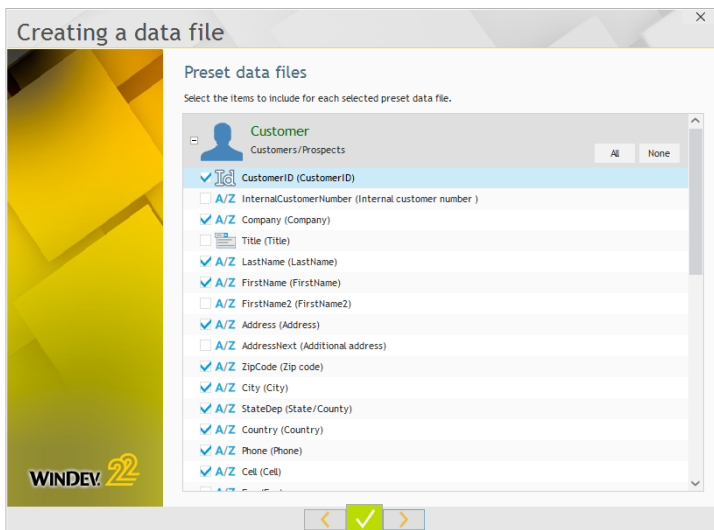 Creating a data file
Preset data files
Select the items to include for each selected preset data file.
Customer
Customers/Prospects
All None
Id CustomerID (CustomerID)
A/Z InternalCustomerNumber (Internal customer number )
A/Z Company (Company)
Title (Title)
A/Z LastName (LastName)
A/Z FirstName (FirstName)
A/Z FirstName2 (FirstName2)
A/Z Address (Address)
A/Z AddressNext (Additional address)
A/Z ZipCode (Zip code)
A/Z City (City)
A/Z StateDep (State/County)
A/Z Country (Country)
A/Z Phone (Phone)
A/Z Cell (Cell)
WINDEV. 22